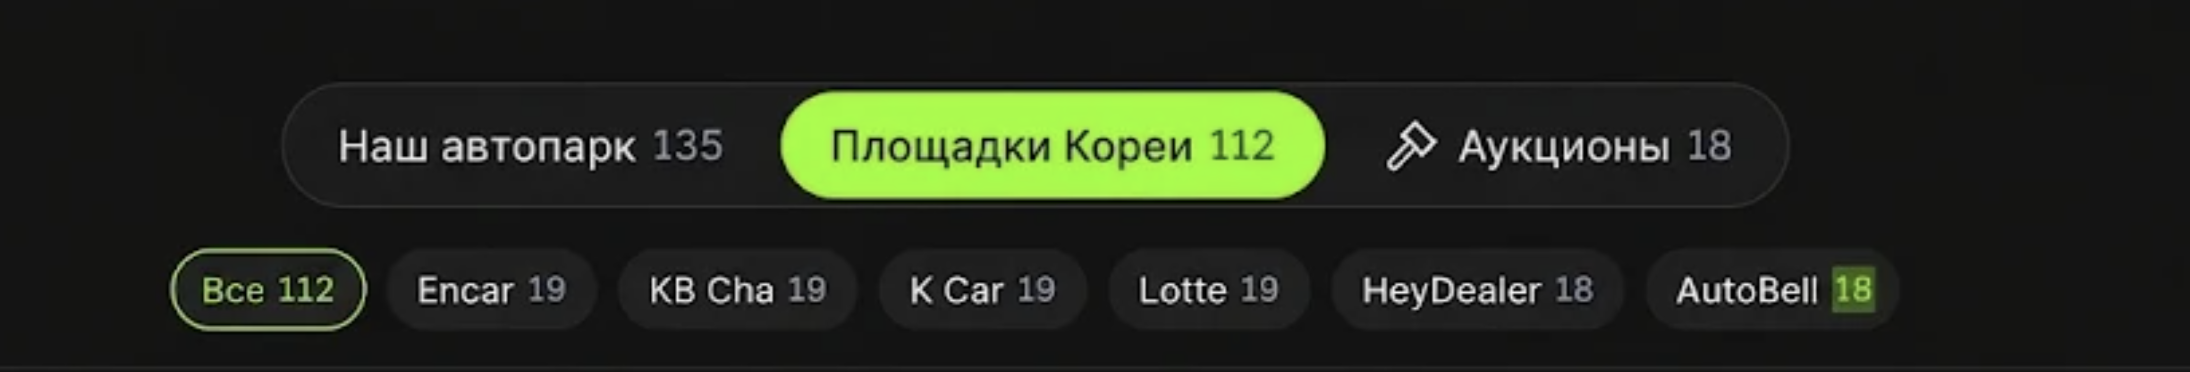 Наш автопарк 135 Площадки Кореи 112 Аукционы 18
Все 112 Encar 19 KB Cha 19 K Car 19 Lotte 19 HeyDealer 18 AutoBell 18